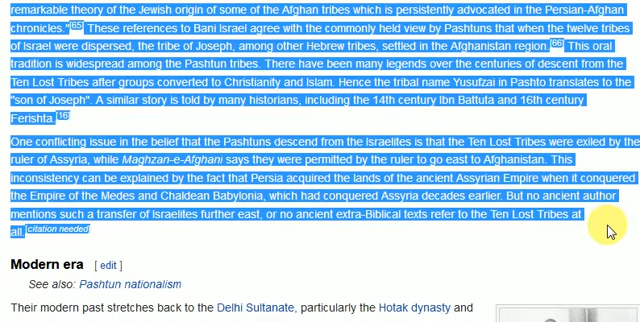 remarkable theory of the Jewish origin of some of the Afghan tribes which is persistently advocated in the Persian-Afghan
chronicles."[65] These references to Bani Israel agree with the commonly held view by Pashtuns that when the twelve tribes
of Israel were dispersed, the tribe of Joseph, among other Hebrew tribes, settled in the Afghanistan region.[66] This oral
tradition is widespread among the Pashtun tribes. There have been many legends over the centuries of descent from the
Ten Lost Tribes after groups converted to Christianity and Islam. Hence the tribal name Yusufzai in Pashto translates to the
"son of Joseph". A similar story is told by many historians, including the 14th century Ibn Battuta and 16th century
Ferishta.[16]
One conflicting issue in the belief that the Pashtuns descend from the Israelites is that the Ten Lost Tribes were exiled by the
ruler of Assyria, while Maghzan-e-Afghani says they were permitted by the ruler to go east to Afghanistan. This
inconsistency can be explained by the fact that Persia acquired the lands of the ancient Assyrian Empire when it conquered
the Empire of the Medes and Chaldean Babylonia, which had conquered Assyria decades earlier. But no ancient author
mentions such a transfer of Israelites further east, or no ancient extra-Biblical texts refer to the Ten Lost Tribes at
all.[citation needed]
Modern era [ edit ]
See also: Pashtun nationalism
Their modern past stretches back to the Delhi Sultanate, particularly the Hotak dynasty and